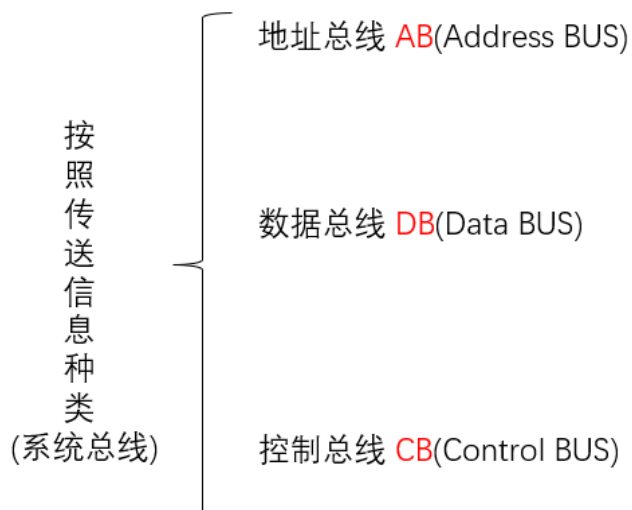 按照传送信息种类
(系统总线)
地址总线 AB(Address BUS)
数据总线 DB(Data BUS)
控制总线 CB(Control BUS)